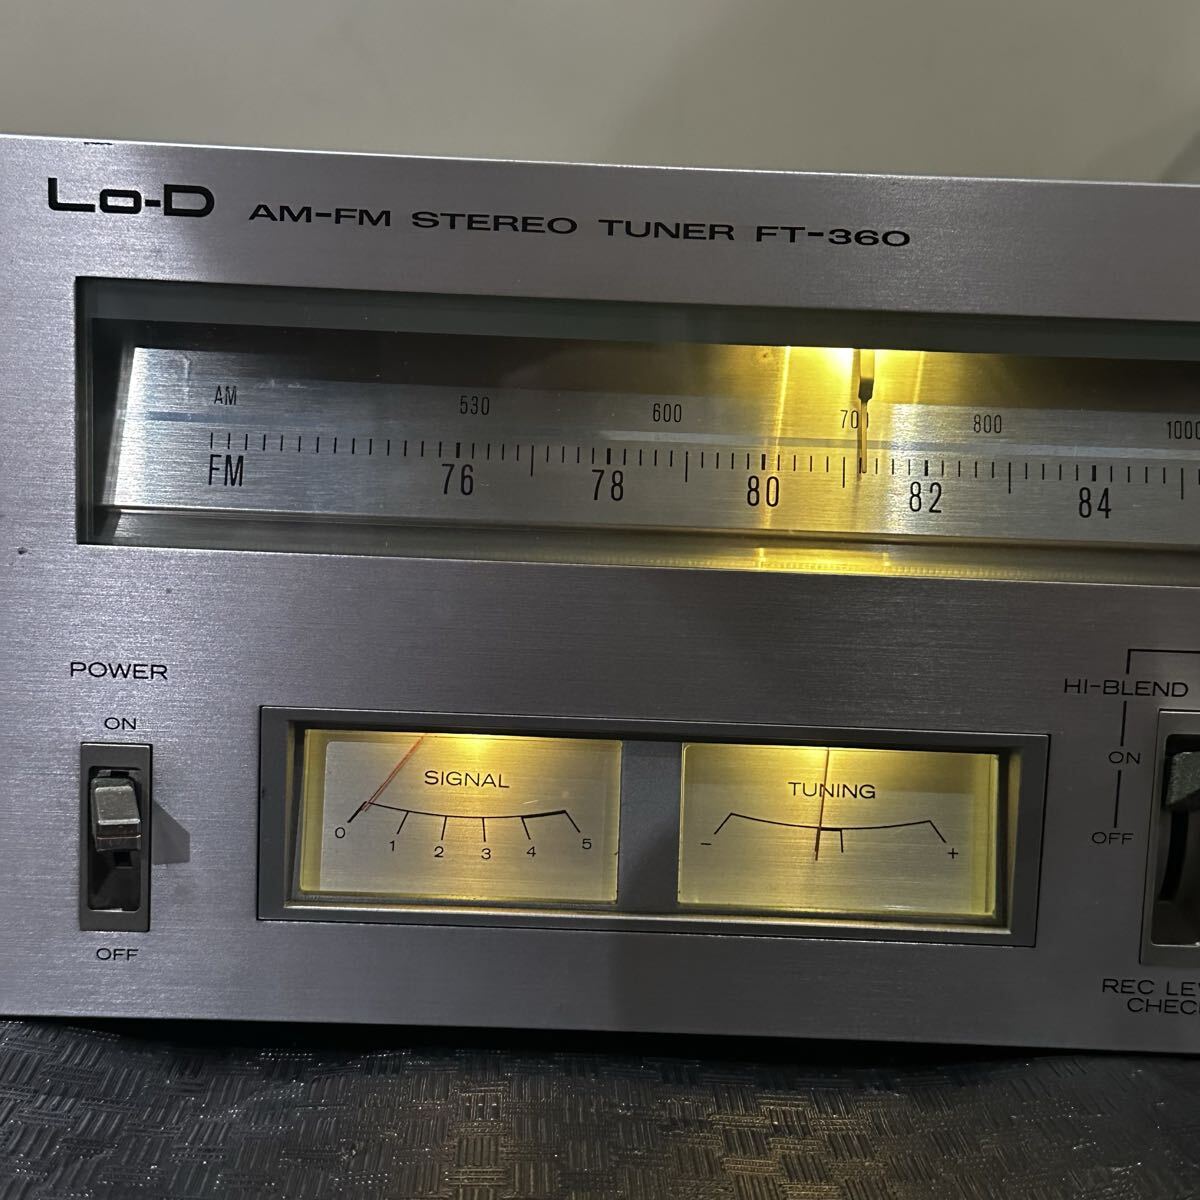 Lo-D AM-FM STEREO TUNER FT-360
AM 530 600 700 800 1000
FM 76 78 80 82 84
POWER
ON
OFF
SIGNAL
0 1 2 3 4 5
TUNING
- +
HI-BLEND
ON
OFF
REC